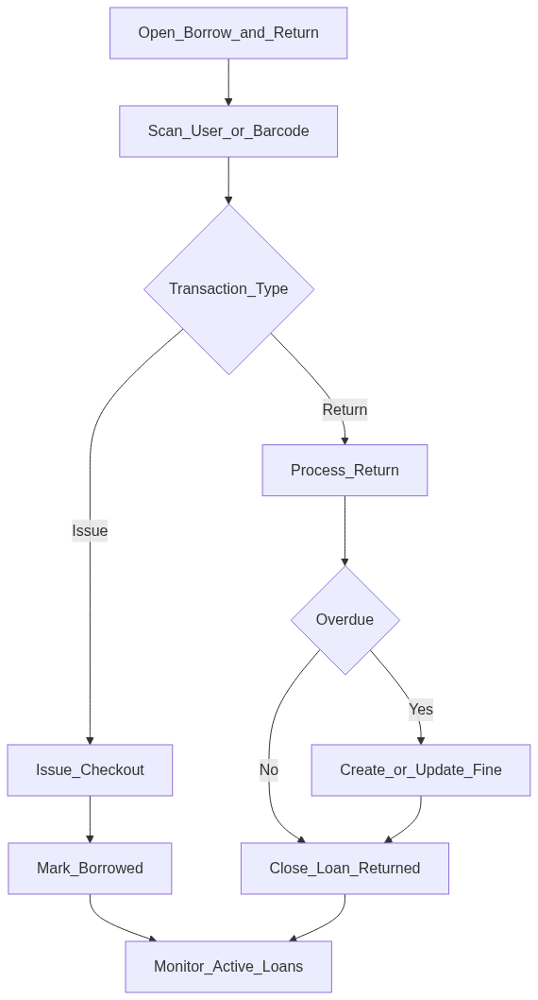 Open_Borrow_and_Return
Scan_User_or_Barcode
Transaction_Type
Return
Process_Return
Issue
Overdue
Yes
No
Issue_Checkout
Create_or_Update_Fine
Mark_Borrowed
Close_Loan_Returned
Monitor_Active_Loans